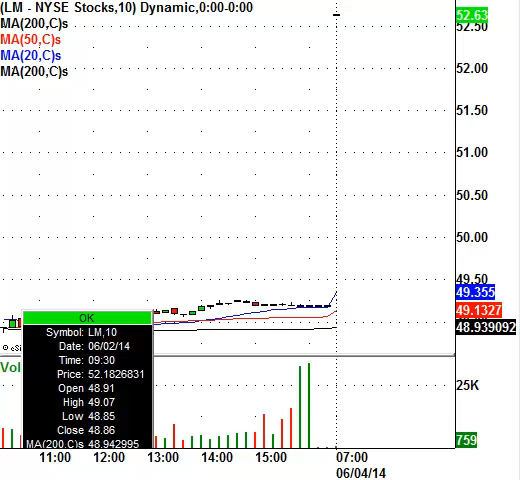 (LM - NYSE Stocks,10) Dynamic,0:00-0:00
MA(200,C)s
MA(50,C)s
MA(20,C)s
MA(200,C)s
52.63
52.50
52.00
51.50
51.00
50.50
50.00
49.50
49.355
49.1327
48.939092
OK
Symbol: LM,10
Date: 06/02/14
Time: 09:30
Price: 52.1826831
Open 48.91
High 49.07
Low 48.85
Close 48.86
MA(200,C)s 48.942995
Vol
25K
759
11:00 12:00 13:00 14:00 15:00 07:00
06/04/14